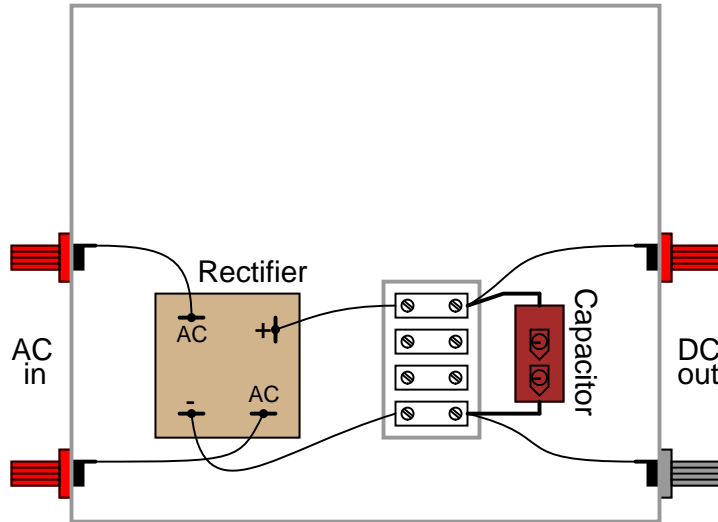 Rectifier
AC
+
-
AC
AC
in
Capacitor
DC
out